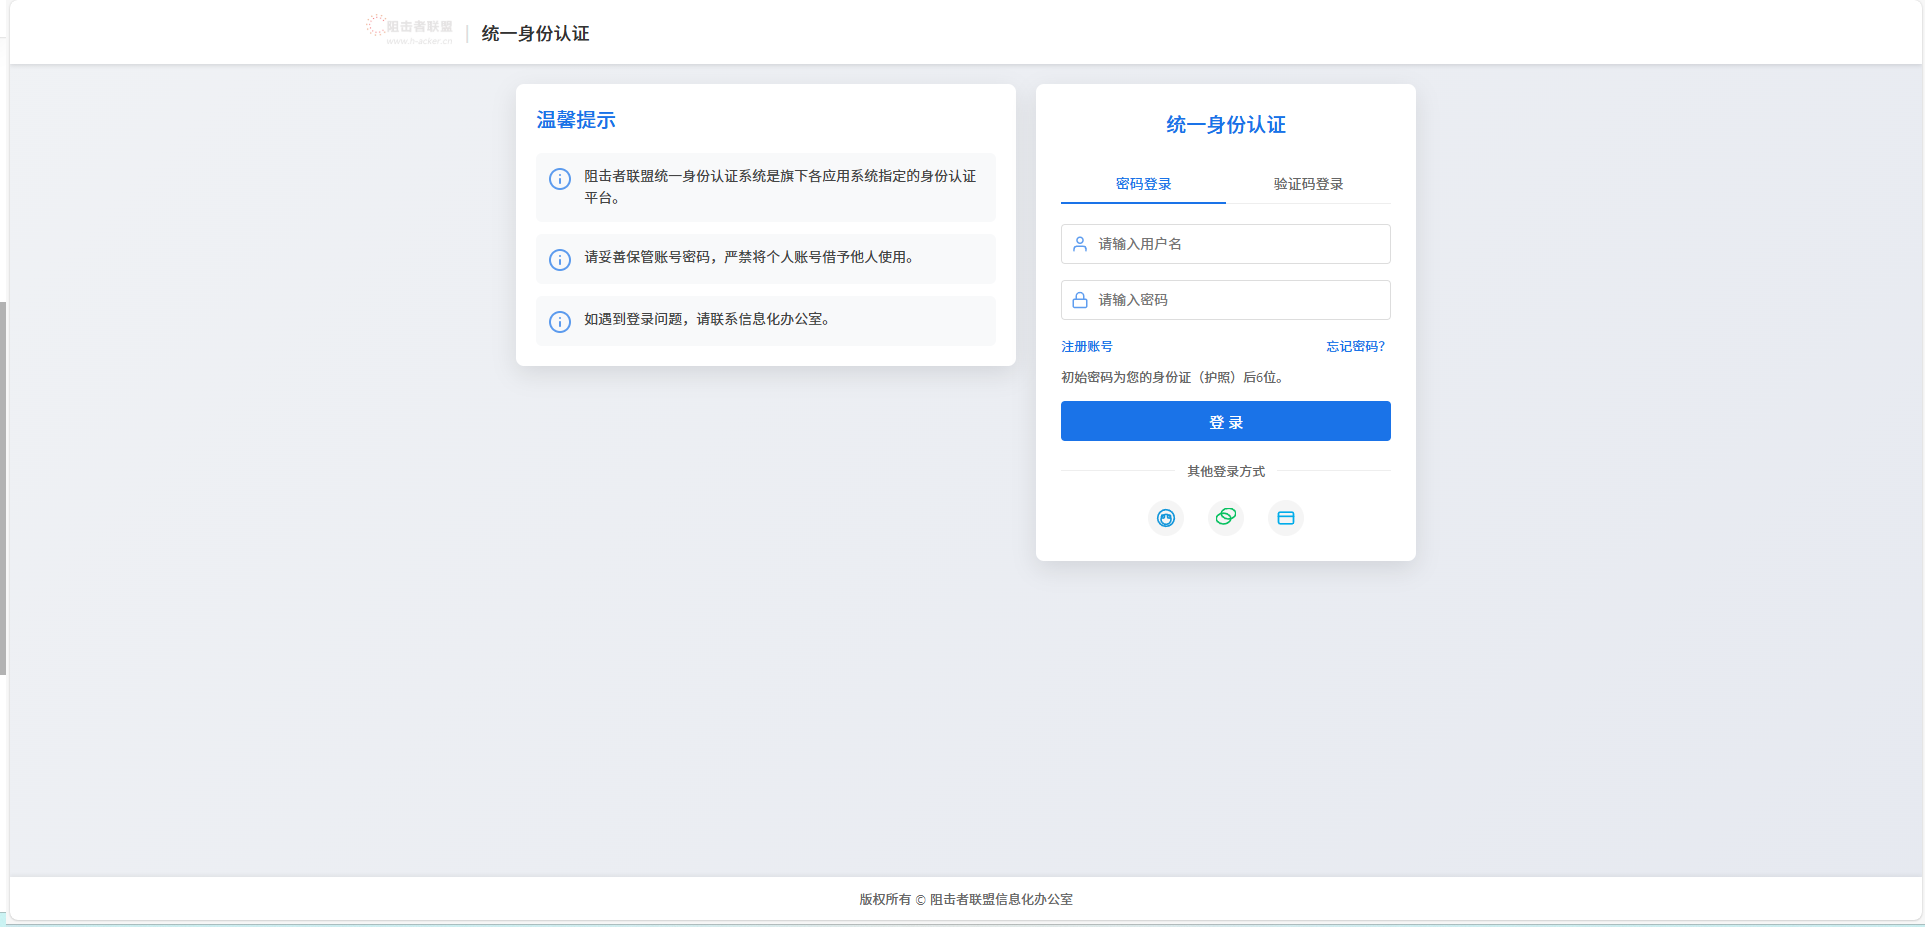 阻击者联盟
www.h-acker.cn
统一身份认证
温馨提示
阻击者联盟统一身份认证系统是旗下各应用系统指定的身份认证
平台。
请妥善保管账号密码，严禁将个人账号借予他人使用。
如遇到登录问题，请联系信息化办公室。
统一身份认证
密码登录 验证码登录
请输入用户名
请输入密码
注册账号 忘记密码？
初始密码为您的身份证（护照）后6位。
登 录
其他登录方式
版权所有 © 阻击者联盟信息化办公室